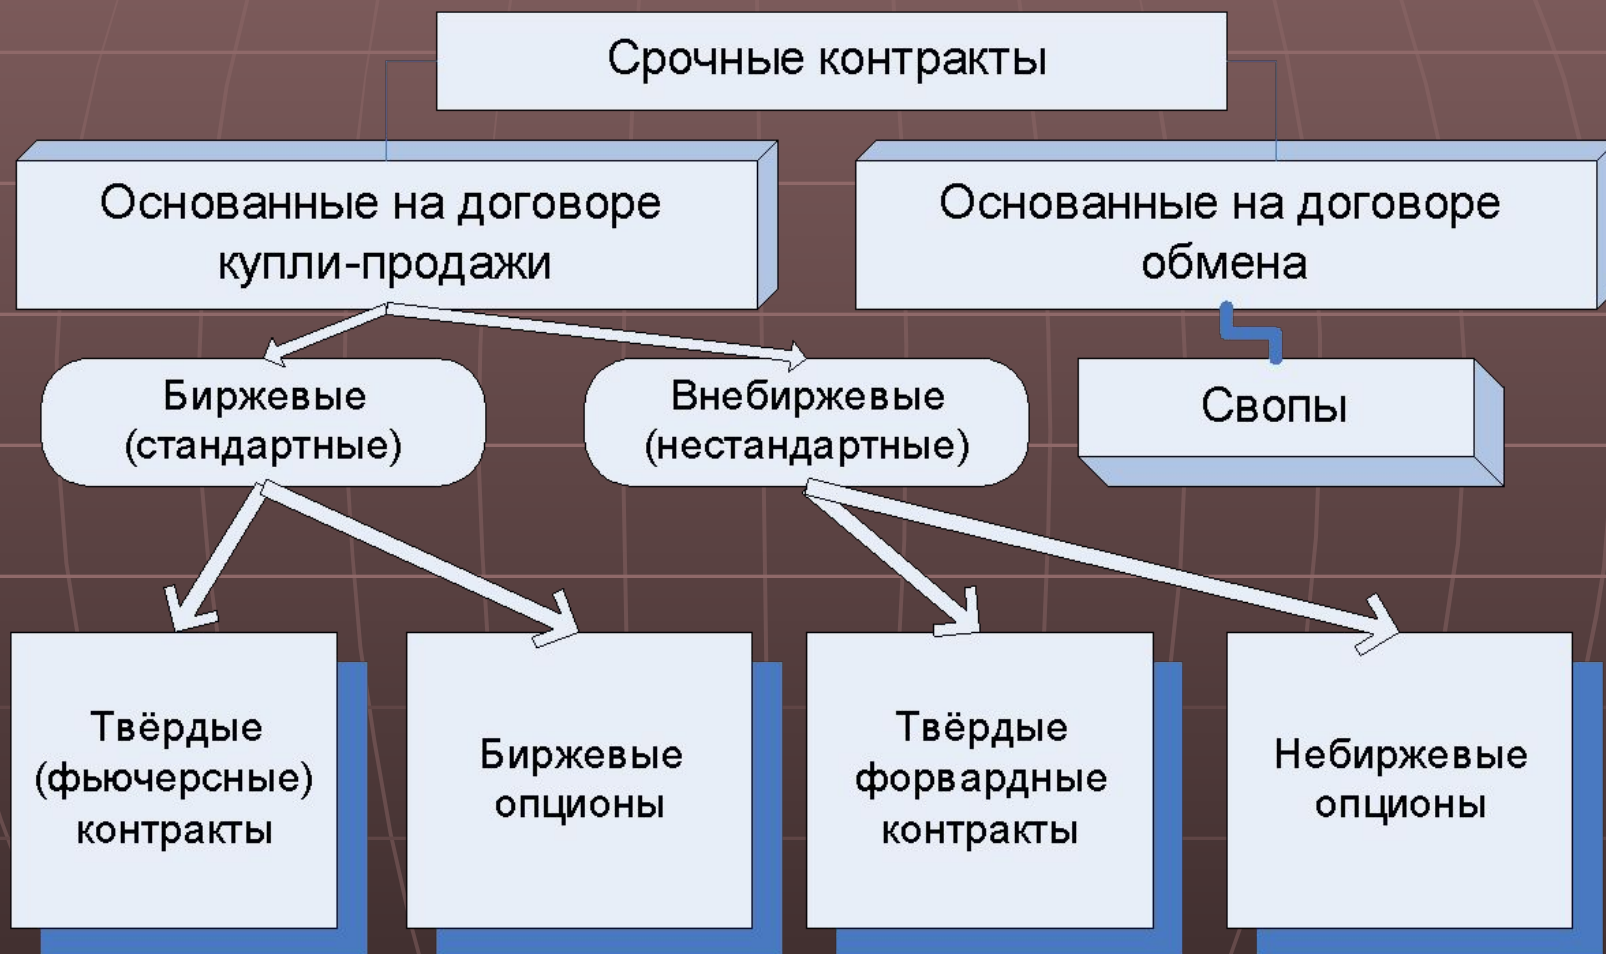 Срочные контракты
Основанные на договоре
купли-продажи
Основанные на договоре
обмена
Биржевые
(стандартные)
Внебиржевые
(нестандартные)
Свопы
Твёрдые
(фьючерсные)
контракты
Биржевые
опционы
Твёрдые
форвардные
контракты
Небиржевые
опционы